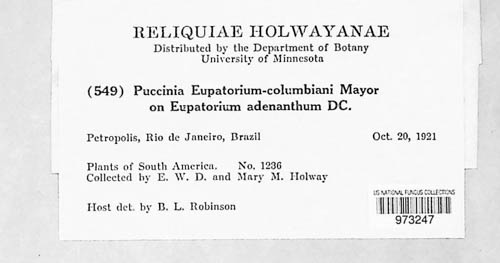 RELIQUIAE HOLWAYANAE
Distributed by the Department of Botany
University of Minnesota
(549) Puccinia Eupatorium-columbiani Mayor
on Eupatorium adenanthum DC.
Petropolis, Rio de Janeiro, Brazil Oct. 20, 1921
Plants of South America. No. 1236
Collected by E. W. D. and Mary M. Holway
Host det. by B. L. Robinson
US NATIONAL FUNGUS COLLECTIONS
973247